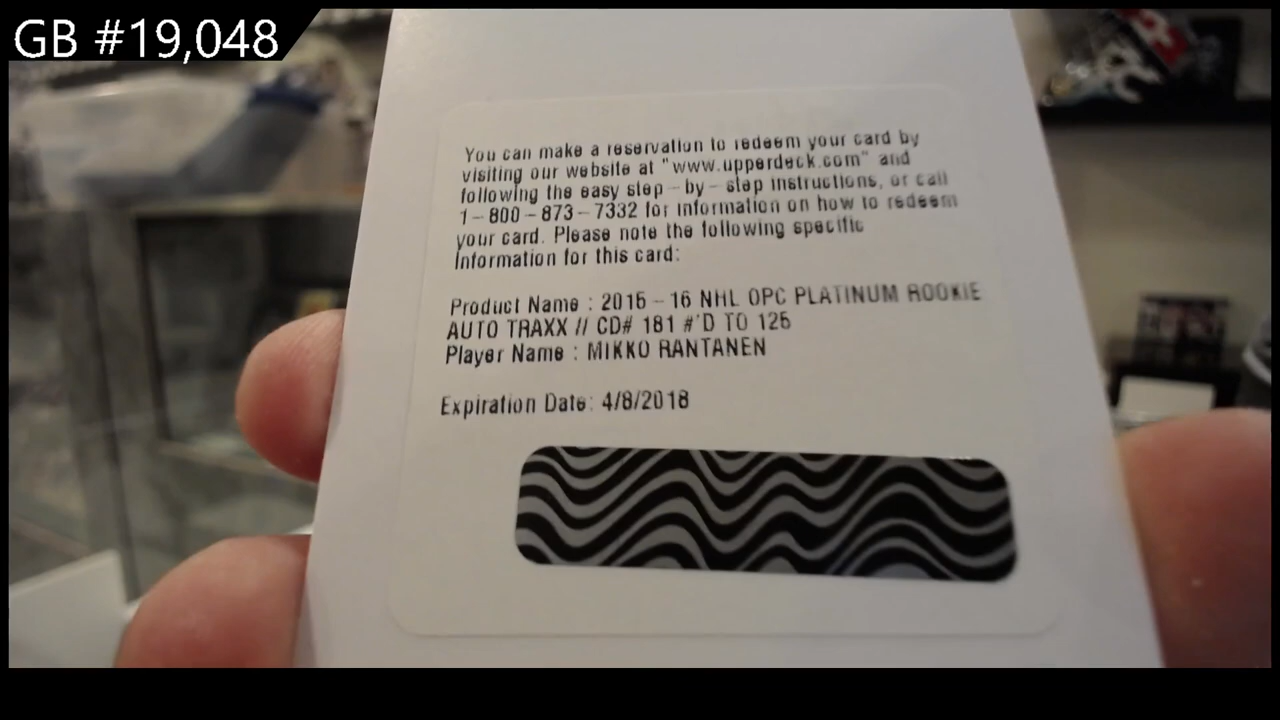 GB #19,048
You can make a reservation to redeem your card by
visiting our website at "www.upperdeck.com" and
following the easy step-by-step instructions, or call
1-800-873-7332 for information on how to redeem
your card. Please note the following specific
information for this card:
Product Name : 2015-16 NHL OPC PLATINUM ROOKIE
AUTO TRAXX // CD# 181 #'D TO 125
Player Name : MIKKO RANTANEN
Expiration Date: 4/8/2018